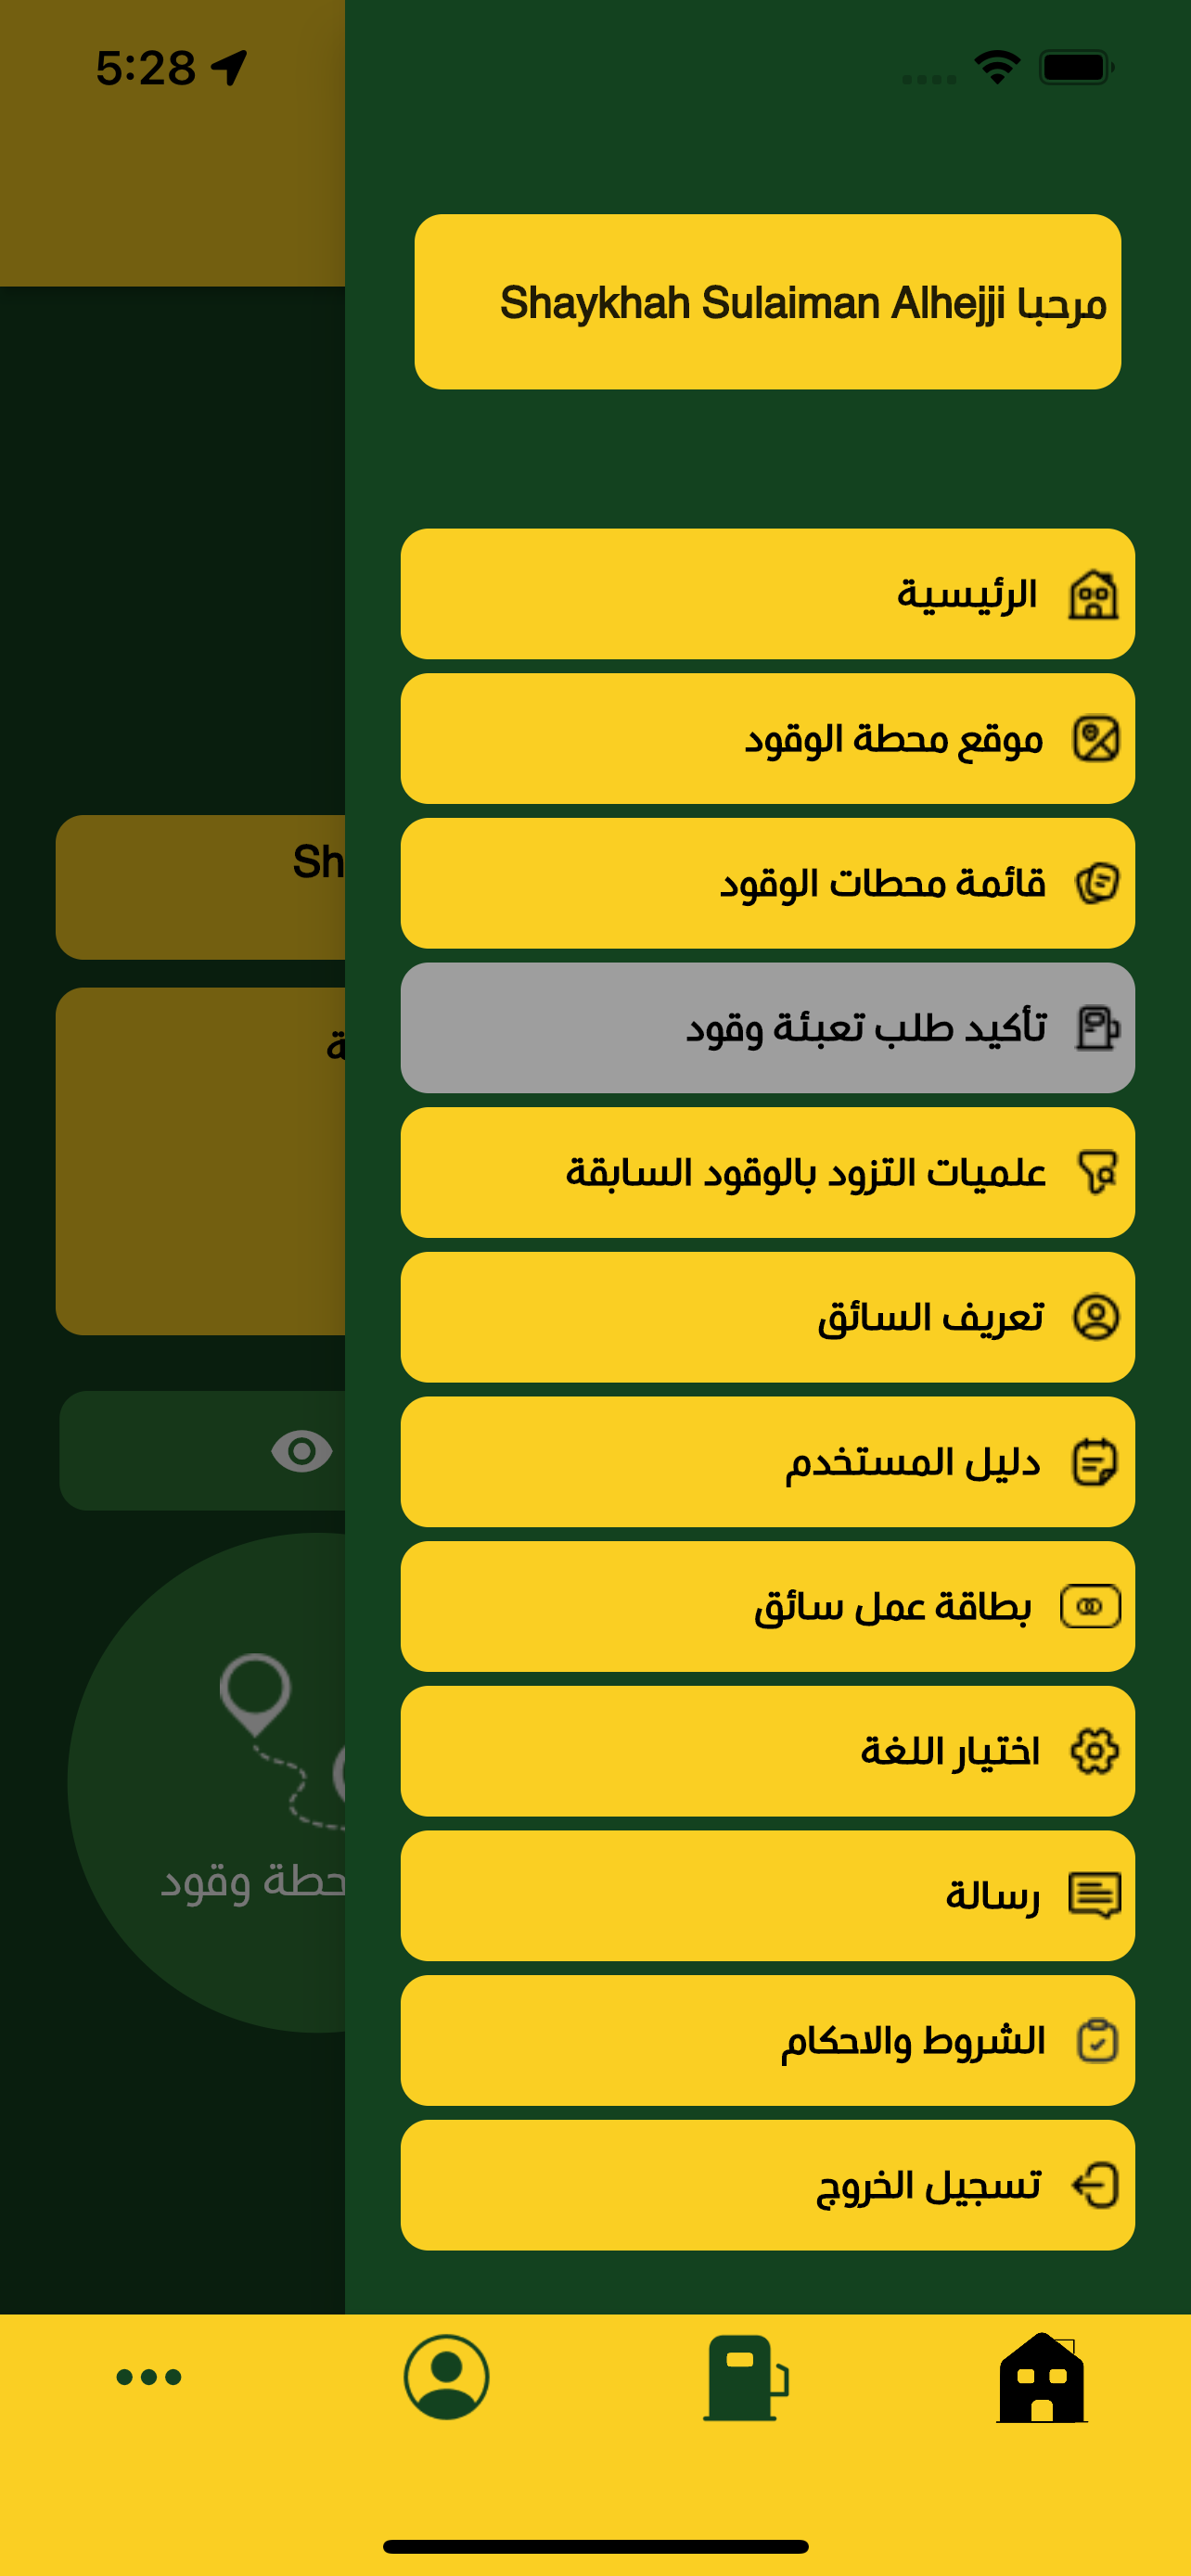 5:28
مرحبا Shaykhah Sulaiman Alhejji
الرئيسية
موقع محطة الوقود
قائمة محطات الوقود
تأكيد طلب تعبئة وقود
علميات التزود بالوقود السابقة
تعريف السائق
دليل المستخدم
بطاقة عمل سائق
اختيار اللغة
رسالة
الشروط والاحكام
تسجيل الخروج
Sh
ة
حطة وقود